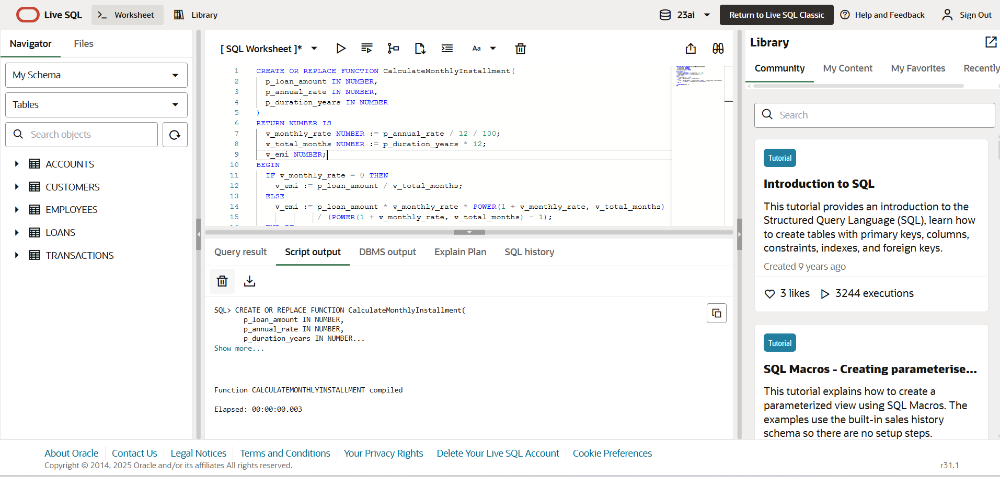 Live SQL
Worksheet
Library
23ai
Return to Live SQL Classic
Help and Feedback
Sign Out
Navigator
Files
My Schema
Tables
Search objects
ACCOUNTS
CUSTOMERS
EMPLOYEES
LOANS
TRANSACTIONS
[ SQL Worksheet ]*
Aa
1 CREATE OR REPLACE FUNCTION CalculateMonthlyInstallment(
2 p_loan_amount IN NUMBER,
3 p_annual_rate IN NUMBER,
4 p_duration_years IN NUMBER
5 )
6 RETURN NUMBER IS
7 v_monthly_rate NUMBER := p_annual_rate / 12 / 100;
8 v_total_months NUMBER := p_duration_years * 12;
9 v_emi NUMBER;
10 BEGIN
11 IF v_monthly_rate = 0 THEN
12 v_emi := p_loan_amount / v_total_months;
13 ELSE
14 v_emi := p_loan_amount * v_monthly_rate * POWER(1 + v_monthly_rate, v_total_months)
15 / (POWER(1 + v_monthly_rate, v_total_months) - 1);
Query result
Script output
DBMS output
Explain Plan
SQL history
SQL> CREATE OR REPLACE FUNCTION CalculateMonthlyInstallment(
p_loan_amount IN NUMBER,
p_annual_rate IN NUMBER,
p_duration_years IN NUMBER...
Show more...
Function CALCULATEMONTHLYINSTALLMENT compiled
Elapsed: 00:00:00.003
Library
Community
My Content
My Favorites
Recently
Search
Tutorial
Introduction to SQL
This tutorial provides an introduction to the
Structured Query Language (SQL), learn how
to create tables with primary keys, columns,
constraints, indexes, and foreign keys.
Created 9 years ago
3 likes
3244 executions
Tutorial
SQL Macros - Creating parameterise...
This tutorial explains how to create a
parameterized view using SQL Macros. The
examples use the built-in sales history
schema so there are no setup steps.
About Oracle
Contact Us
Legal Notices
Terms and Conditions
Your Privacy Rights
Delete Your Live SQL Account
Cookie Preferences
Copyright © 2014, 2025 Oracle and/or its affiliates All rights reserved.
r31.1